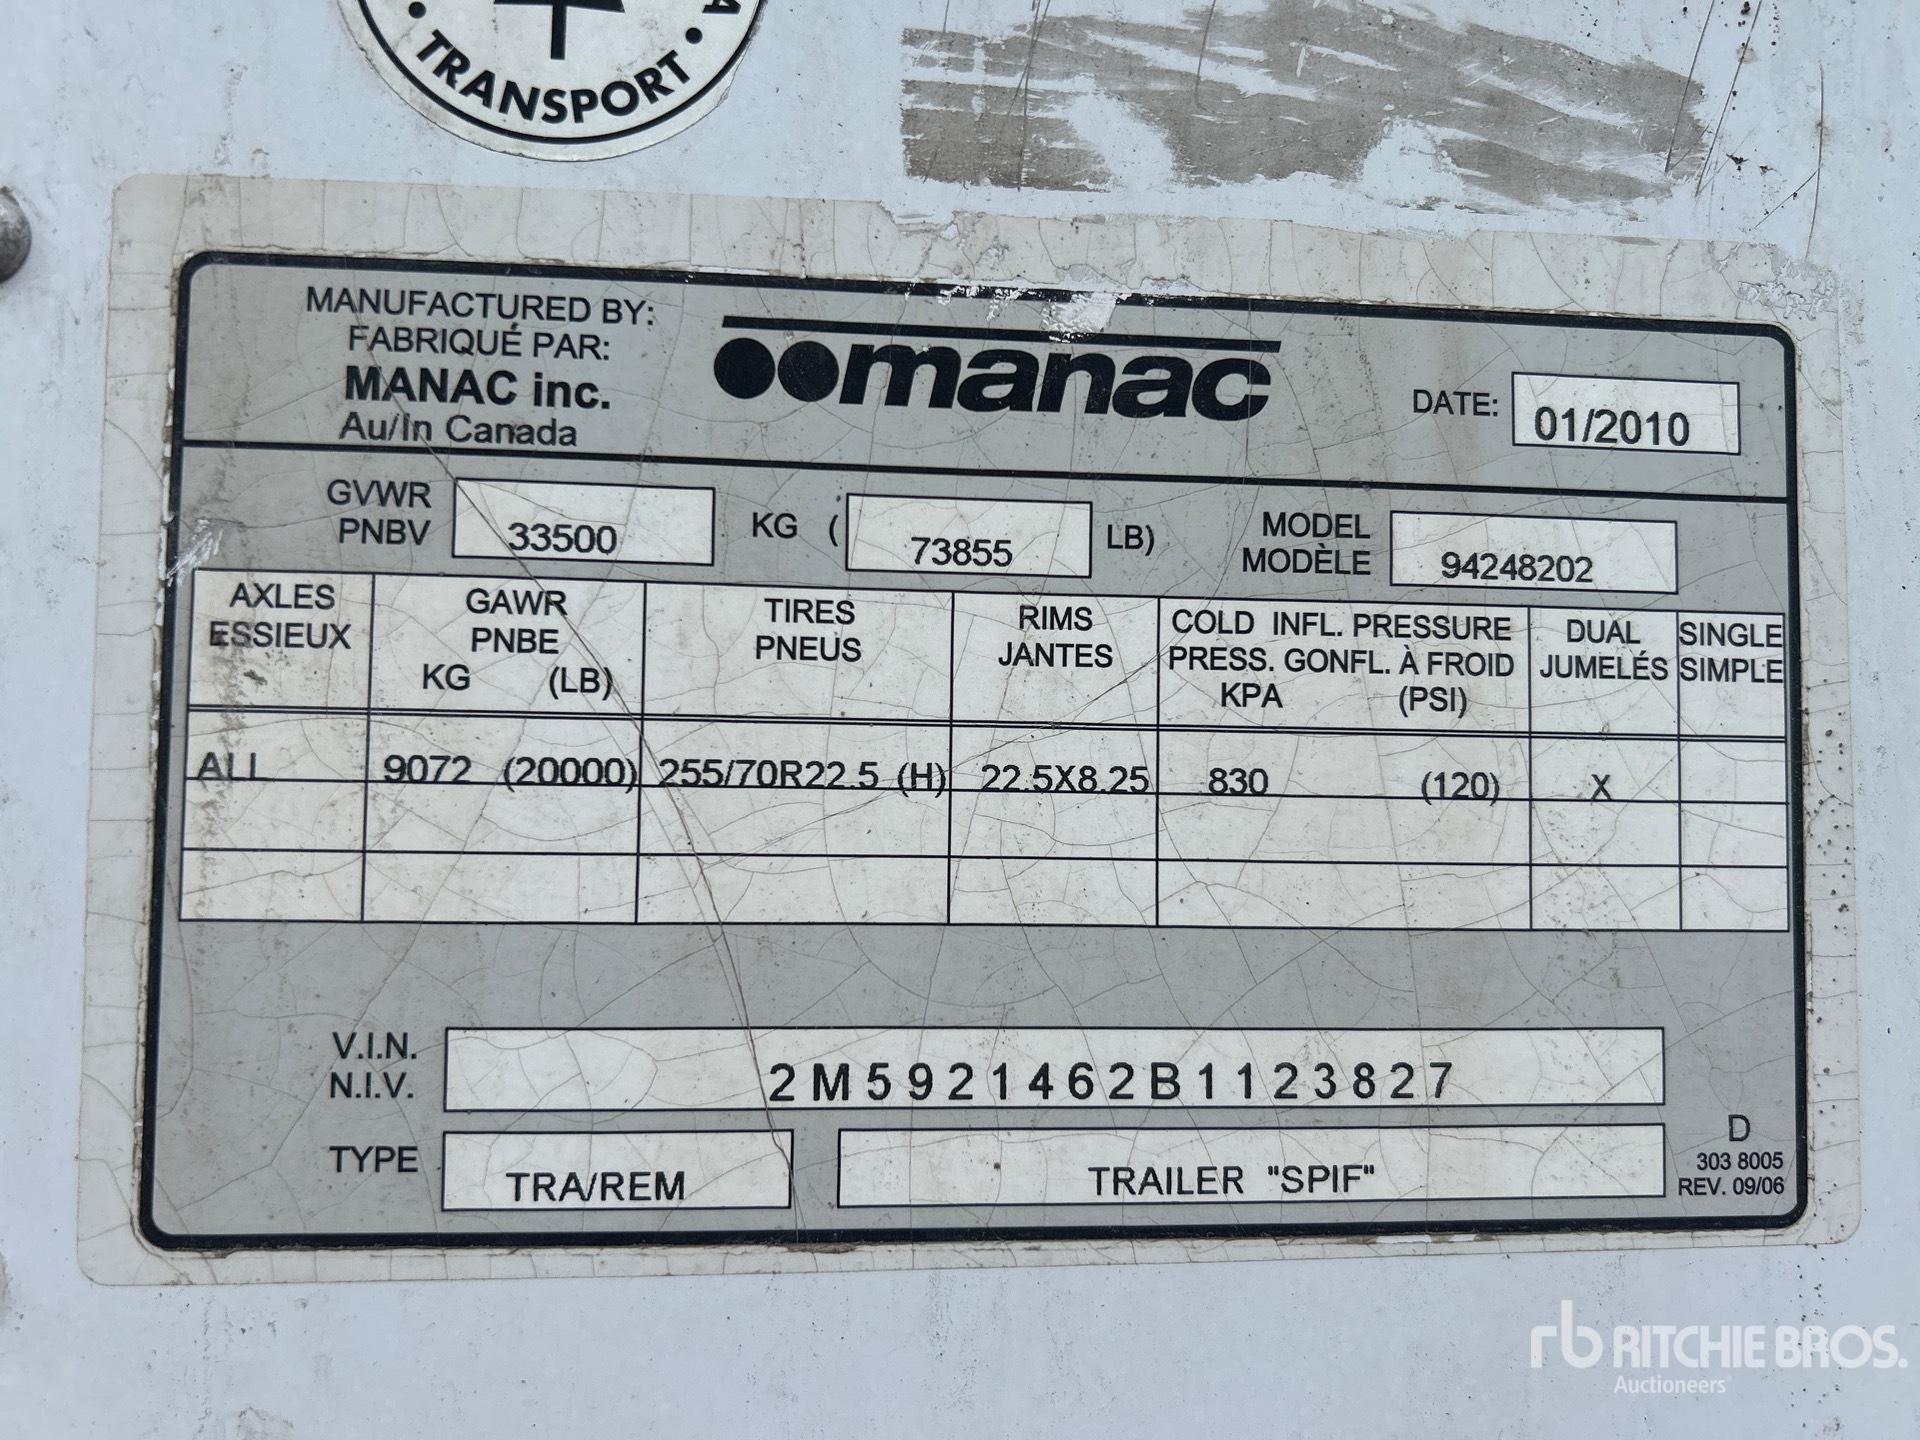 TRANSPORT
MANUFACTURED BY:
FABRIQUÉ PAR:
MANAC inc.
Au/In Canada
manac
DATE: 01/2010
GVWR
PNBV
33500 KG ( 73855 LB)
MODEL
MODÈLE
94248202
AXLES
ESSIEUX
GAWR
PNBE
KG (LB)
TIRES
PNEUS
RIMS
JANTES
COLD INFL. PRESSURE
PRESS. GONFL. À FROID
KPA (PSI)
DUAL
JUMELÉS
SINGLE
SIMPLE
ALL 9072 (20000) 255/70R22.5 (H) 22.5X8.25 830 (120) X
V.I.N.
N.I.V.
2M5921462B1123827
TYPE TRA/REM TRAILER "SPIF"
D
303 8005
REV. 09/06
rb RITCHIE BROS.
Auctioneers